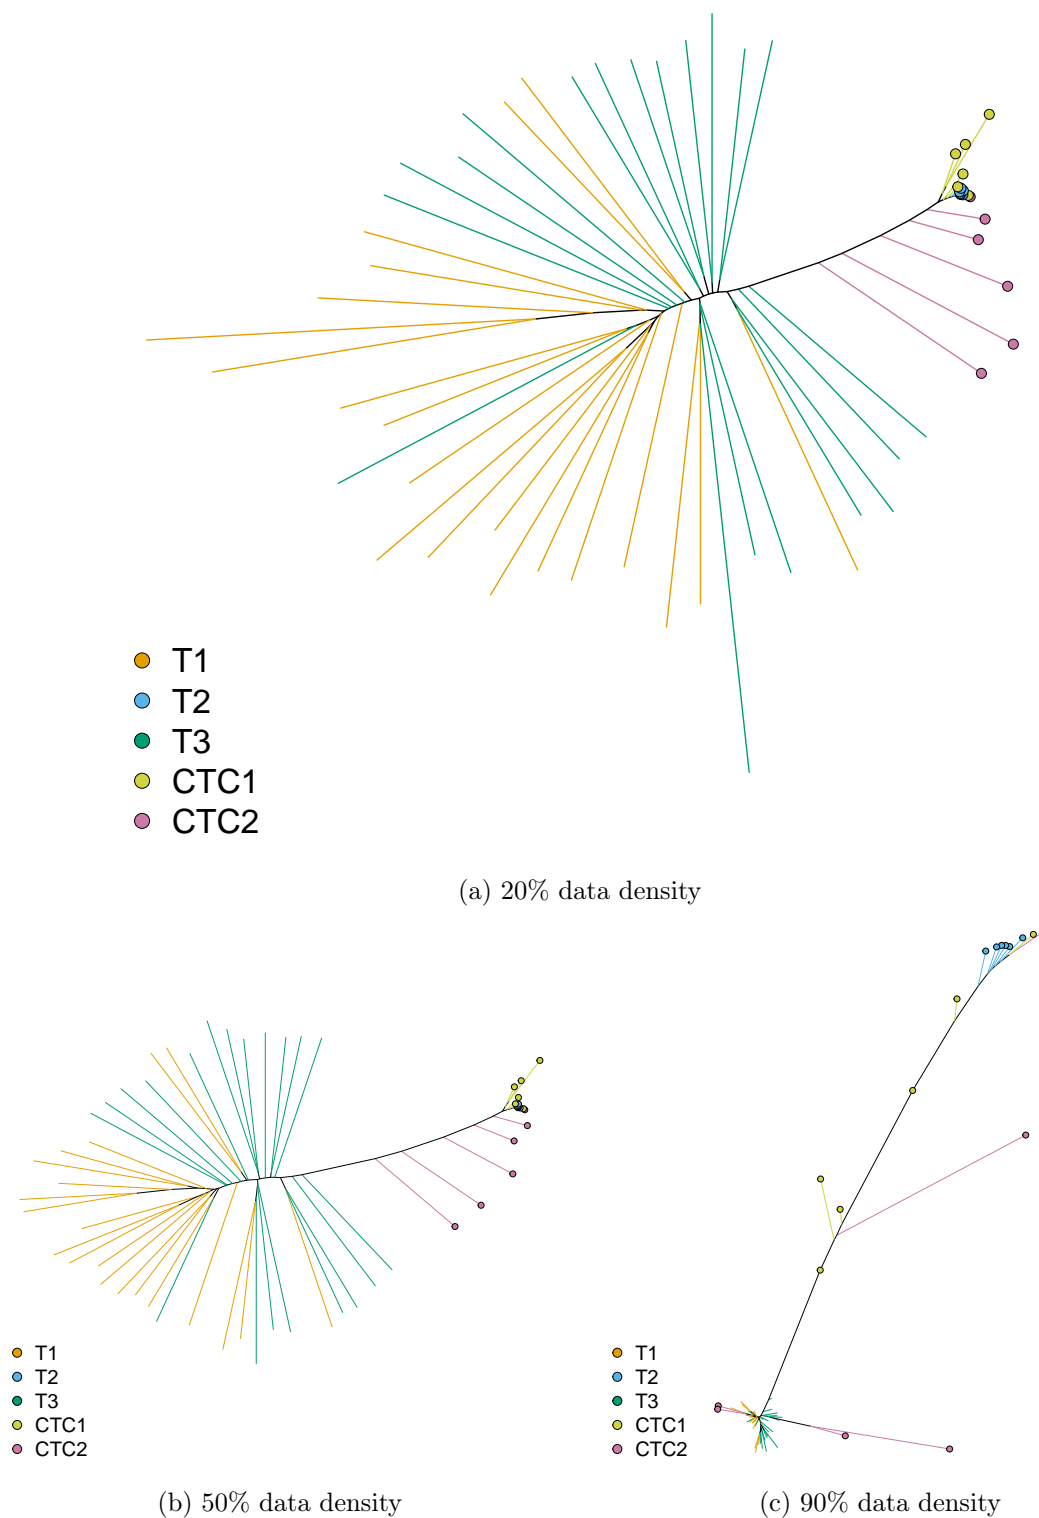 T1
T2
T3
CTC1
CTC2
(a) 20% data density
T1
T2
T3
CTC1
CTC2
(b) 50% data density
T1
T2
T3
CTC1
CTC2
(c) 90% data density